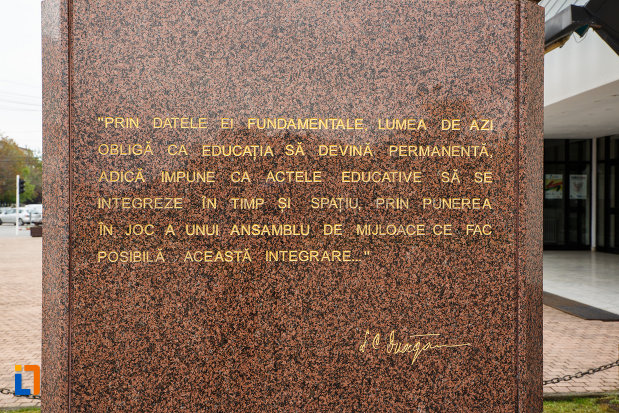 "PRIN DATELE EI FUNDAMENTALE, LUMEA DE AZI
OBLIGĂ CA EDUCAȚIA SĂ DEVINĂ PERMANENTĂ,
ADICĂ IMPUNE CA ACTELE EDUCATIVE SĂ SE
INTEGREZE ÎN TIMP ȘI SPAȚIU, PRIN PUNEREA
ÎN JOC A UNUI ANSAMBLU DE MIJLOACE CE FAC
POSIBILĂ ACEASTĂ INTEGRARE..."